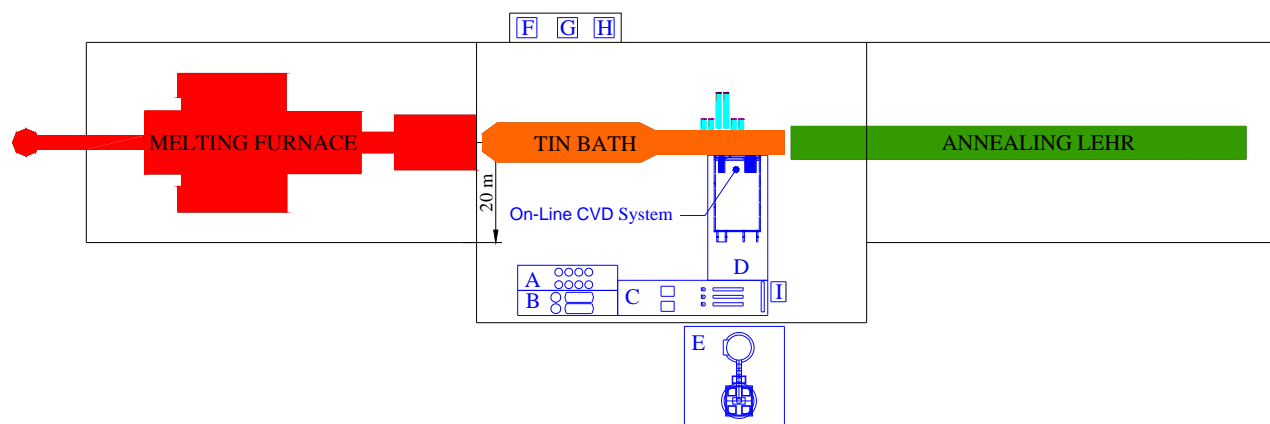 F G H
MELTING FURNACE
TIN BATH
ANNEALING LEHR
20 m
On-Line CVD System
A
B
C
D
I
E